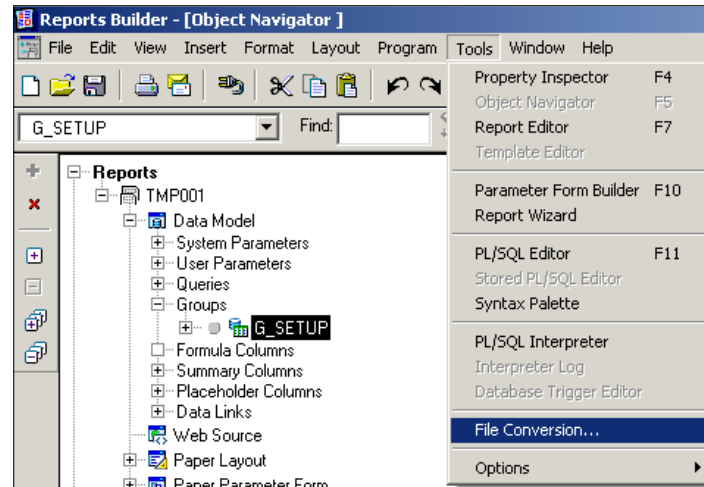 Reports Builder - [Object Navigator ]
File Edit View Insert Format Layout Program Tools Window Help
G_SETUP Find:
Reports
TMP001
Data Model
System Parameters
User Parameters
Queries
Groups
G_SETUP
Formula Columns
Summary Columns
Placeholder Columns
Data Links
Web Source
Paper Layout
Paper Parameter Form
Property Inspector F4
Object Navigator F5
Report Editor F7
Template Editor
Parameter Form Builder F10
Report Wizard
PL/SQL Editor F11
Stored PL/SQL Editor
Syntax Palette
PL/SQL Interpreter
Interpreter Log
Database Trigger Editor
File Conversion...
Options